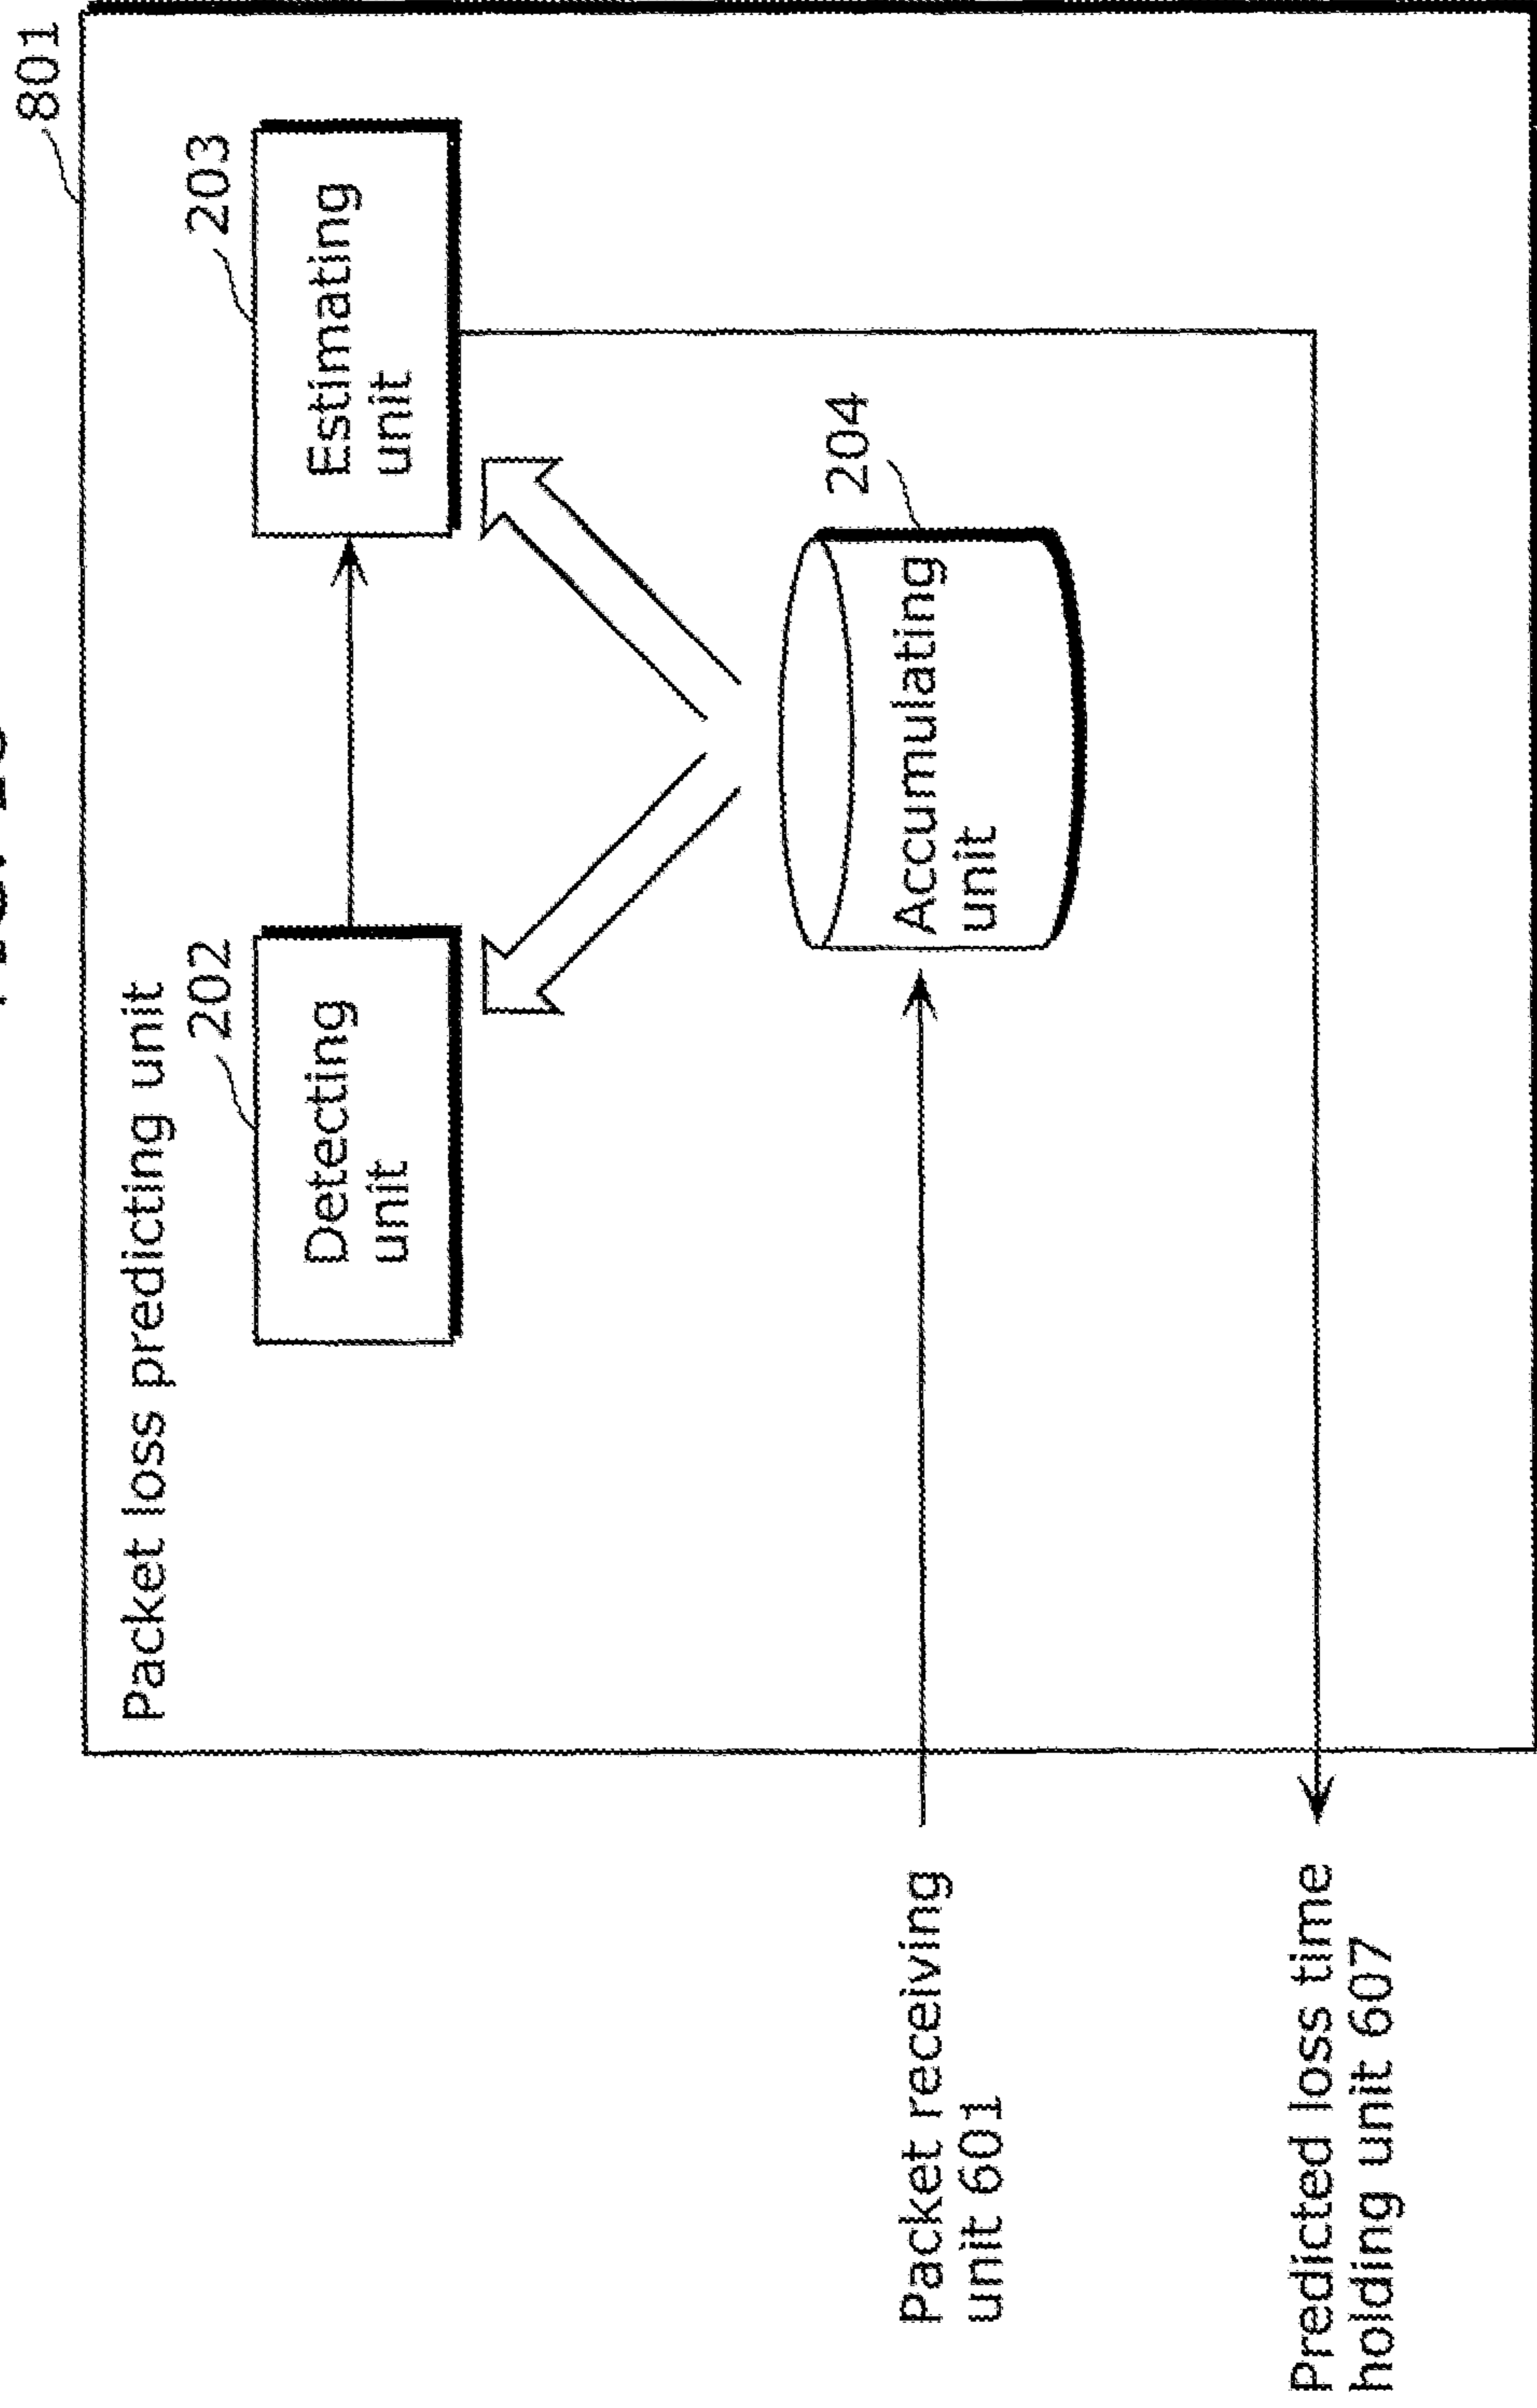 801
Packet loss predicting unit
202
Detecting
unit
203
Estimating
unit
204
Accumulating
unit
Packet receiving
unit 601
Predicted loss time
holding unit 607